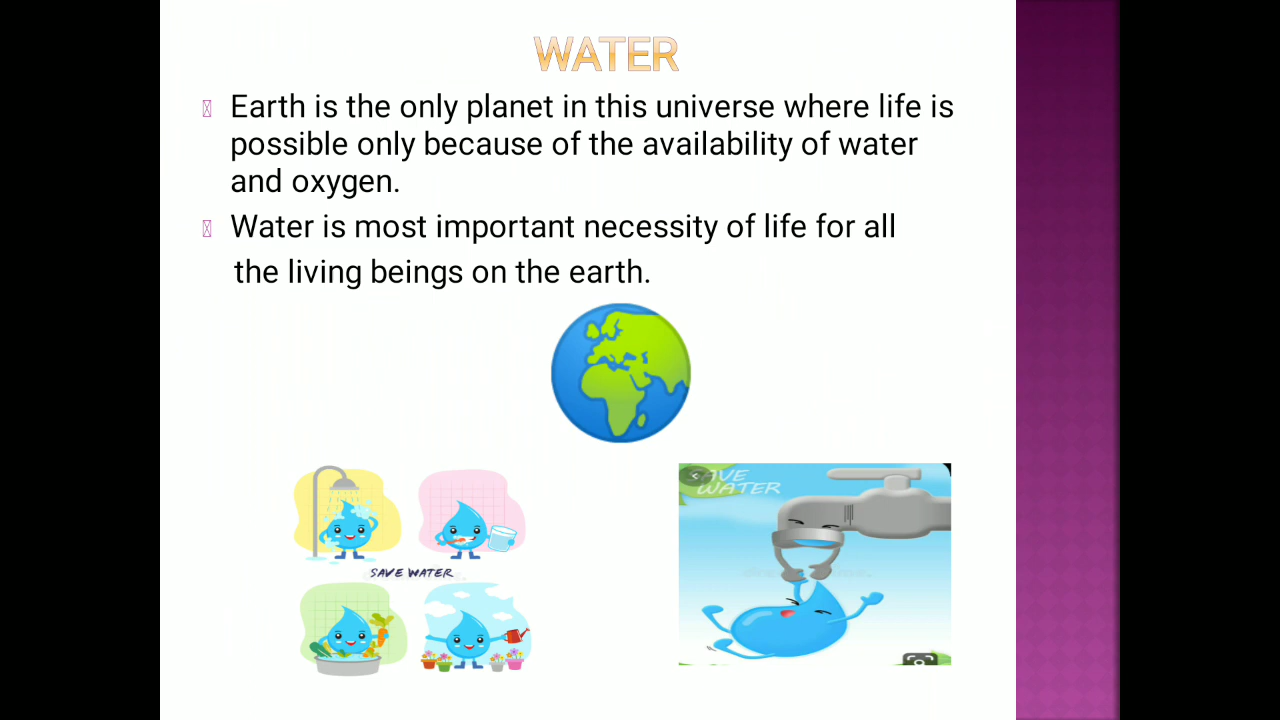 WATER
Earth is the only planet in this universe where life is
possible only because of the availability of water
and oxygen.
Water is most important necessity of life for all
the living beings on the earth.
SAVE WATER
SAVE
WATER